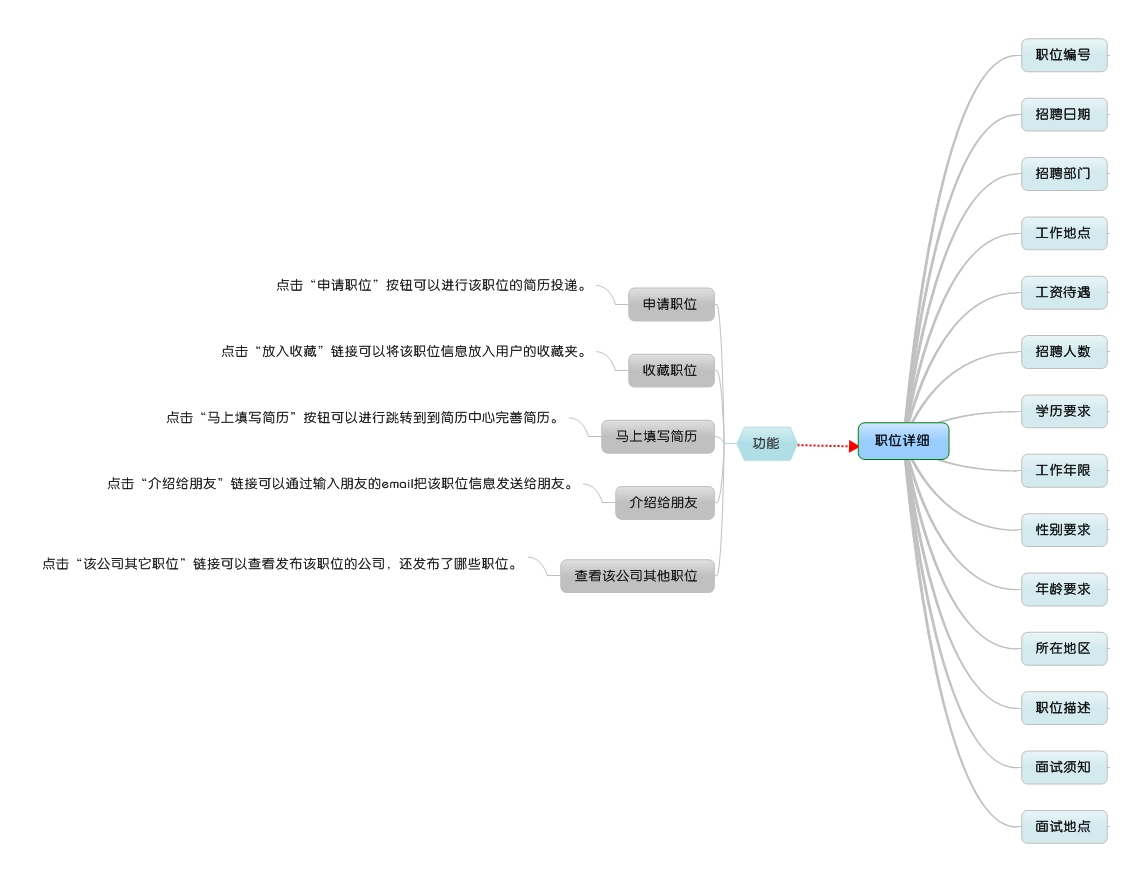 职位编号
招聘日期
招聘部门
工作地点
工资待遇
招聘人数
学历要求
工作年限
性别要求
年龄要求
所在地区
职位描述
面试须知
面试地点
职位详细
功能
申请职位
点击“申请职位”按钮可以进行该职位的简历投递。
收藏职位
点击“放入收藏”链接可以将该职位信息放入用户的收藏夹。
马上填写简历
点击“马上填写简历”按钮可以进行跳转到到简历中心完善简历。
介绍给朋友
点击“介绍给朋友”链接可以通过输入朋友的email把该职位信息发送给朋友。
查看该公司其他职位
点击“该公司其它职位”链接可以查看发布该职位的公司，还发布了哪些职位。